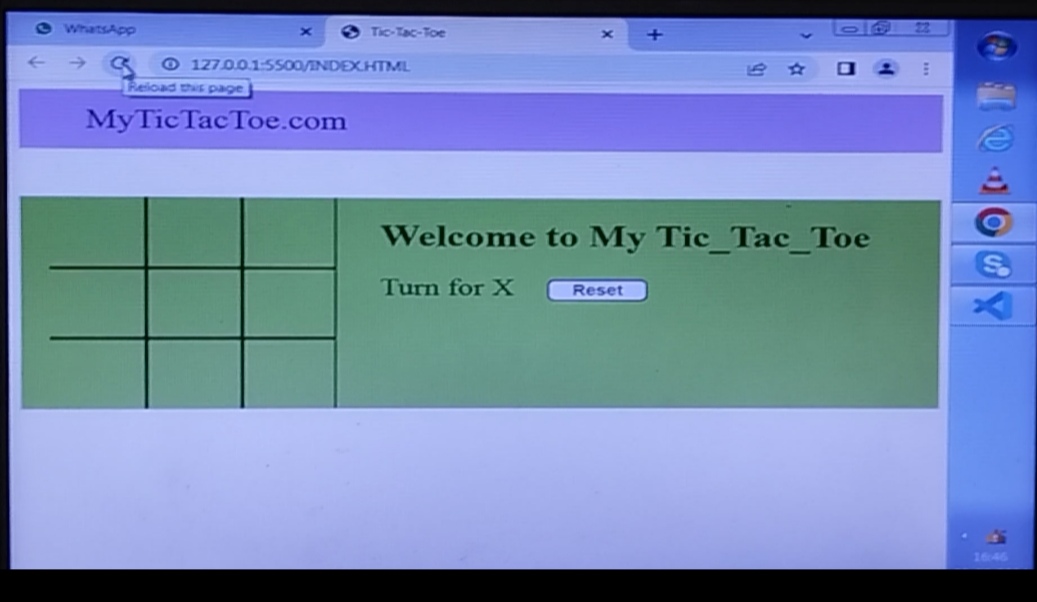 WhatsApp
Tic-Tac-Toe
127.0.0.1:5500/INDEX.HTML
Reload this page
MyTicTacToe.com
Welcome to My Tic_Tac_Toe
Turn for X Reset
16:46